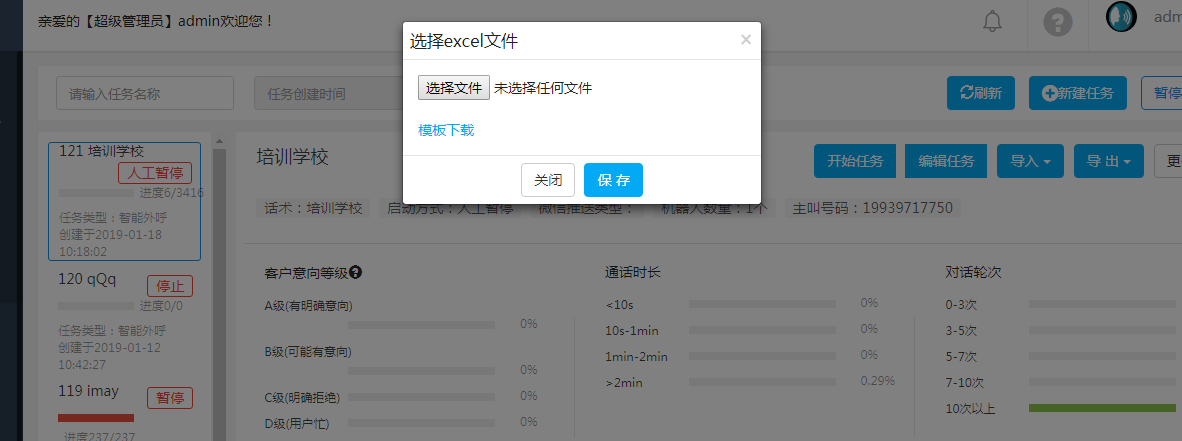 亲爱的【超级管理员】admin欢迎您！
adm
选择excel文件
×
选择文件 未选择任何文件
模板下载
关闭 保 存
请输入任务名称 任务创建时间 刷新 新建任务 暂停
121 培训学校
人工暂停
进度6/3416
任务类型：智能外呼
创建于2019-01-18
10:18:02
120 qQq
停止
进度0/0
任务类型：智能外呼
创建于2019-01-12
10:42:27
119 imay
暂停
进度237/237
培训学校 开始任务 编辑任务 导入 导 出 更
话术：培训学校 启动方式：人工暂停 微信推送类型： 机器人数量：1个 主叫号码：19939717750
客户意向等级
A级(有明确意向)
0%
B级(可能有意向)
0%
C级(明确拒绝) 0%
D级(用户忙) 0%
通话时长
<10s 0%
10s-1min 0%
1min-2min 0%
>2min 0.29%
对话轮次
0-3次
3-5次
5-7次
7-10次
10次以上